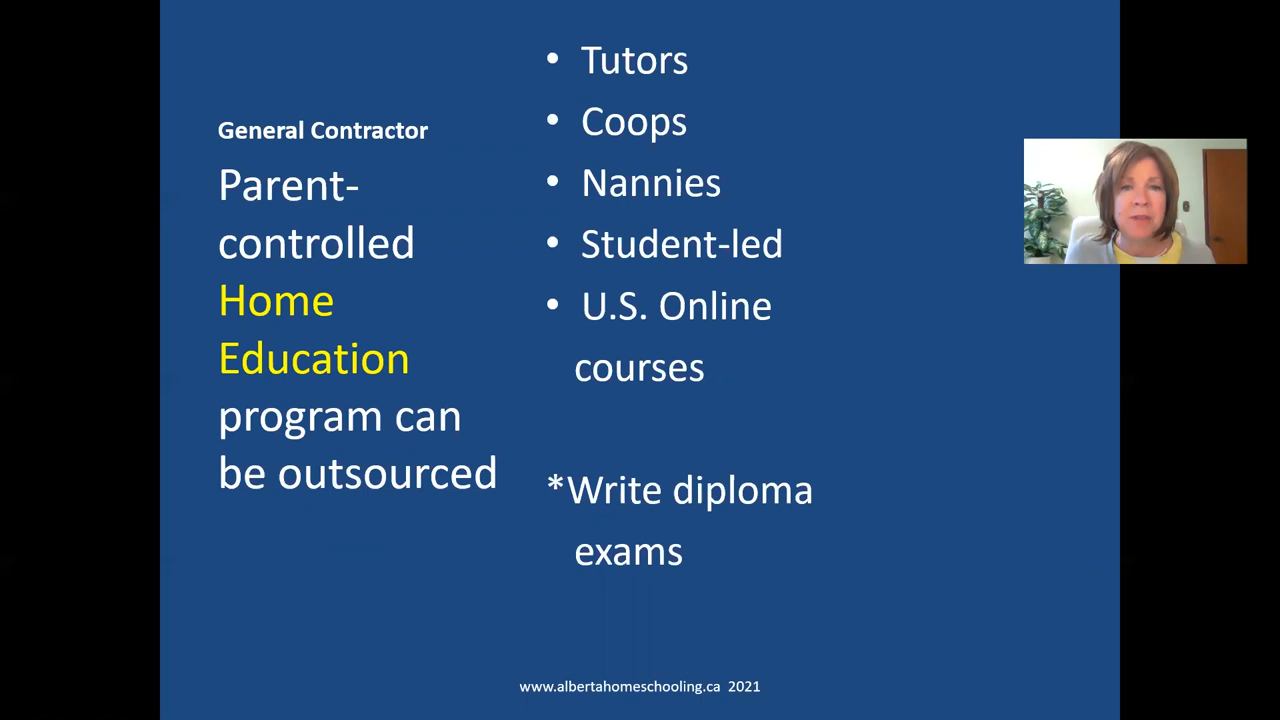 General Contractor
Parent-
controlled
Home
Education
program can
be outsourced
• Tutors
• Coops
• Nannies
• Student-led
• U.S. Online
courses
*Write diploma
exams
www.albertahomeschooling.ca 2021